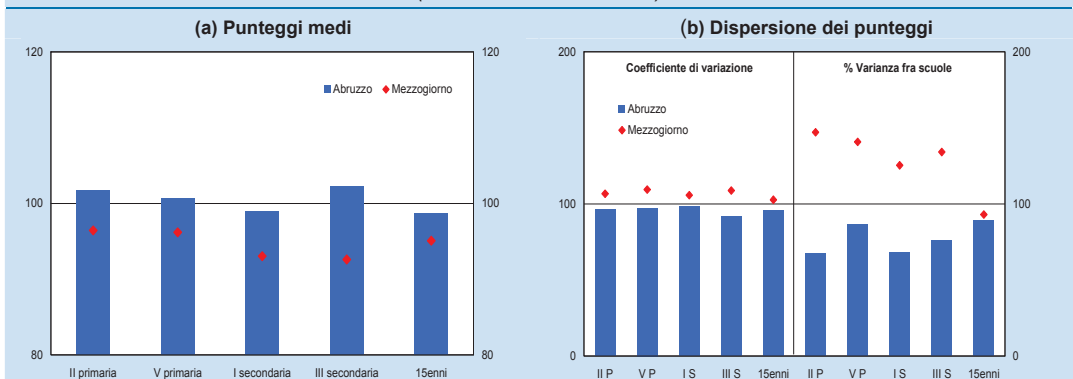 (a) Punteggi medi
120
120
Abruzzo Mezzogiorno
100
100
80
80
II primaria V primaria I secondaria III secondaria 15enni
(b) Dispersione dei punteggi
200
200
Coefficiente di variazione % Varianza fra scuole
Abruzzo
Mezzogiorno
100
100
0
0
II P V P I S III S 15enni II P V P I S III S 15enni